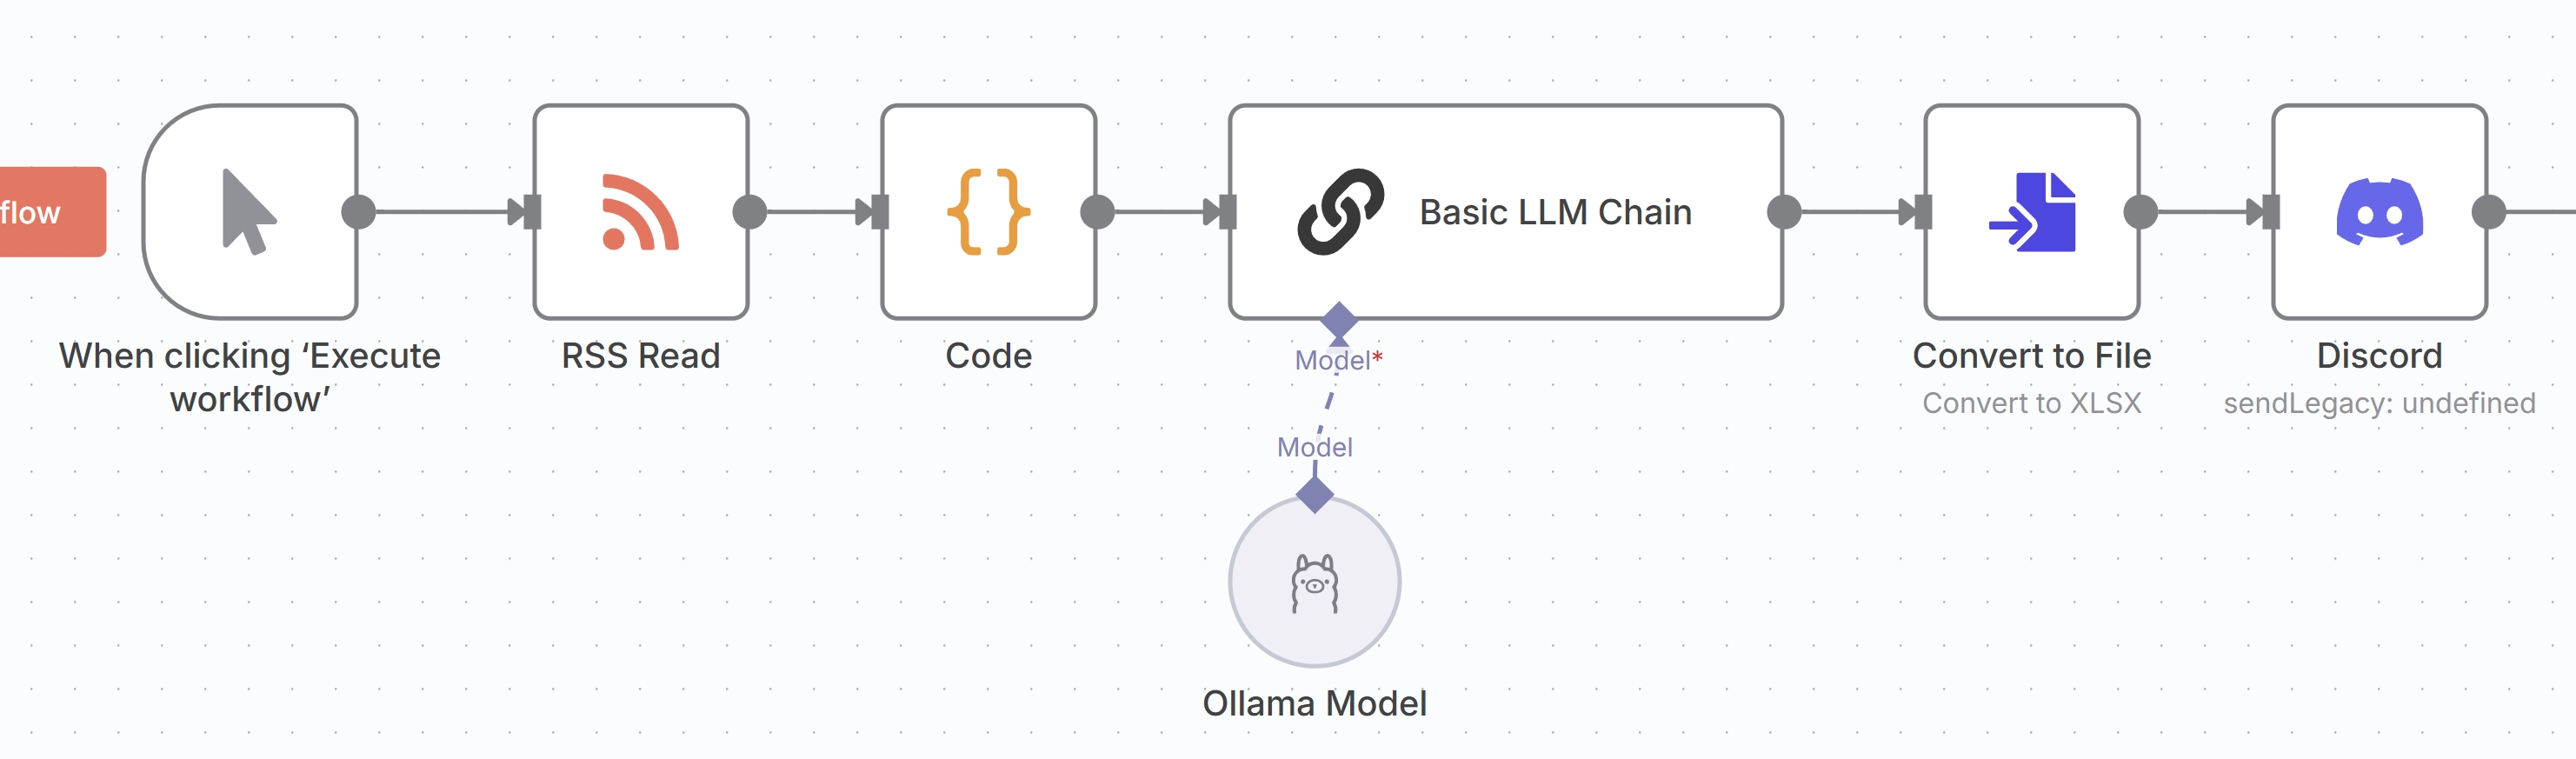 flow
When clicking ‘Execute
workflow’
RSS Read
Code
{}
Basic LLM Chain
Model*
Model
Ollama Model
Convert to File
Convert to XLSX
Discord
sendLegacy: undefined